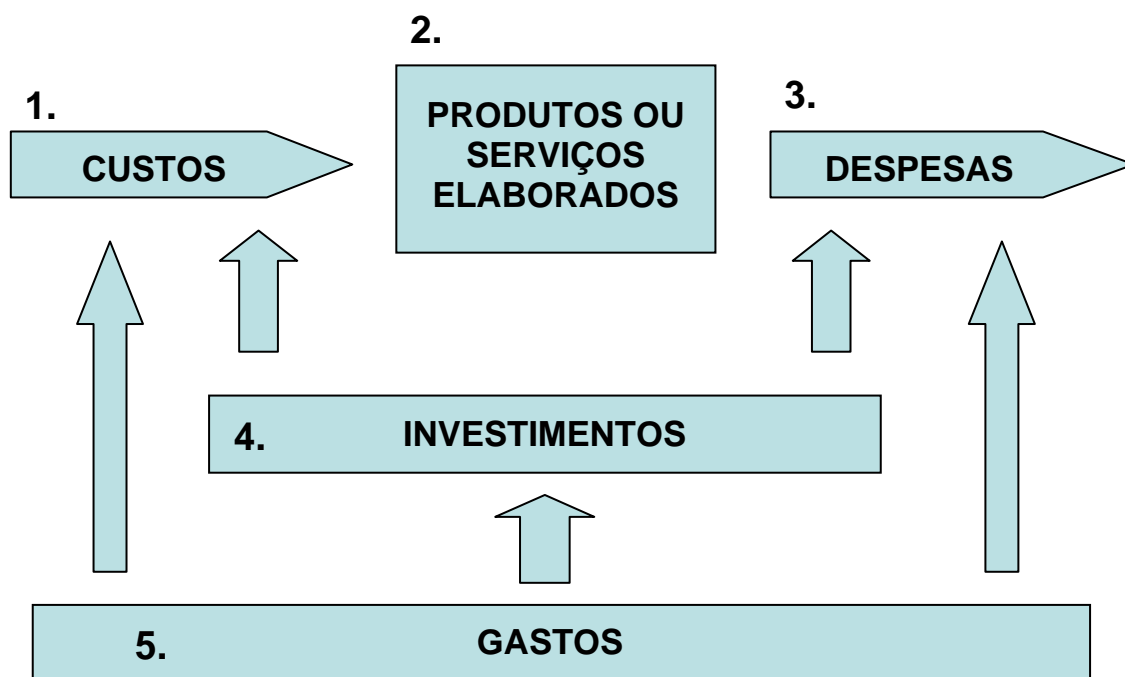 1.
CUSTOS
2.
PRODUTOS OU
SERVIÇOS
ELABORADOS
3.
DESPESAS
4. INVESTIMENTOS
5. GASTOS